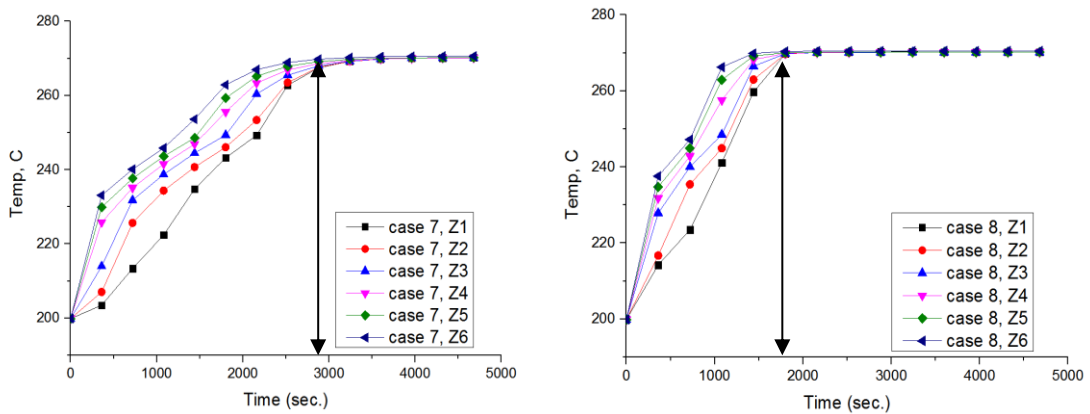 280
260
240
220
200
Temp, C
case 7, Z1
case 7, Z2
case 7, Z3
case 7, Z4
case 7, Z5
case 7, Z6
0 1000 2000 3000 4000 5000
Time (sec.)
280
260
240
220
200
Temp, C
case 8, Z1
case 8, Z2
case 8, Z3
case 8, Z4
case 8, Z5
case 8, Z6
0 1000 2000 3000 4000 5000
Time (sec.)